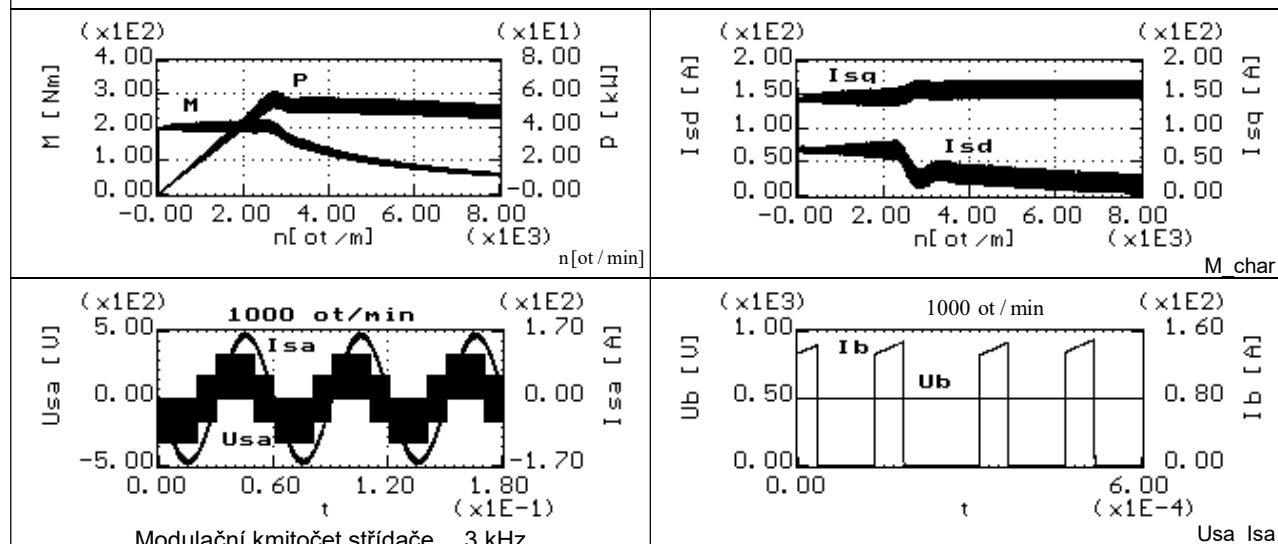 (x1E2) (x1E1)
4.00 8.00
3.00 6.00
2.00 4.00
1.00 2.00
0.00 -0.00
M [Nm]
P [kW]
P
M
-0.00 2.00 4.00 6.00 8.00
n[ot/m] (x1E3)
n[ot / min]
(x1E2) (x1E2)
2.00 2.00
1.50 1.50
1.00 1.00
0.50 0.50
0.00 0.00
Isd [A]
Isq [A]
Isq
Isd
-0.00 2.00 4.00 6.00 8.00
n[ot/m] (x1E3)
M_char
(x1E2) (x1E2)
1000 ot/min
5.00 1.70
0.00 0.00
-5.00 -1.70
Usa [V]
Isa [A]
Isa
Usa
0.00 0.60 1.20 1.80
t (x1E-1)
Modulační kmitočet střídače 3 kHz
(x1E3) 1000 ot / min (x1E2)
1.00 1.60
0.50 0.80
0.00 0.00
Ub [V]
Ib [A]
Ib
Ub
0.00 6.00
t (x1E-4)
Usa_Isa